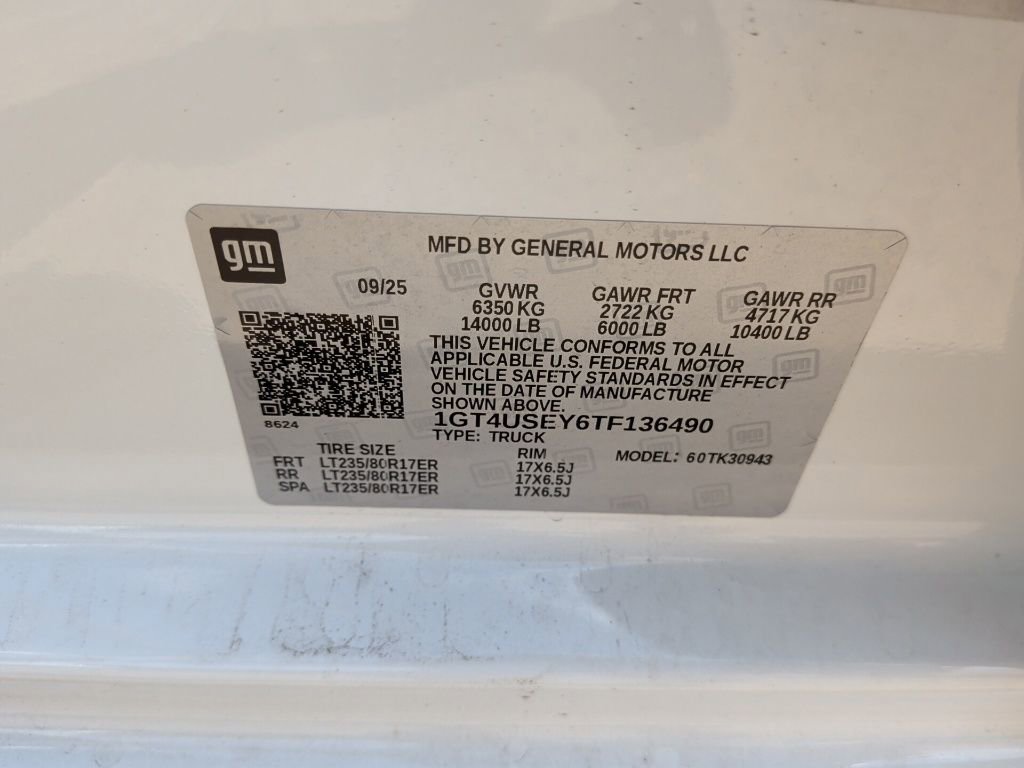 gm
MFD BY GENERAL MOTORS LLC
09/25
GVWR GAWR FRT GAWR RR
6350 KG 2722 KG 4717 KG
14000 LB 6000 LB 10400 LB
THIS VEHICLE CONFORMS TO ALL
APPLICABLE U.S. FEDERAL MOTOR
VEHICLE SAFETY STANDARDS IN EFFECT
ON THE DATE OF MANUFACTURE
SHOWN ABOVE.
8624
1GT4USEY6TF136490
TYPE: TRUCK
TIRE SIZE RIM MODEL: 60TK30943
FRT LT235/80R17ER 17X6.5J
RR LT235/80R17ER 17X6.5J
SPA LT235/80R17ER 17X6.5J